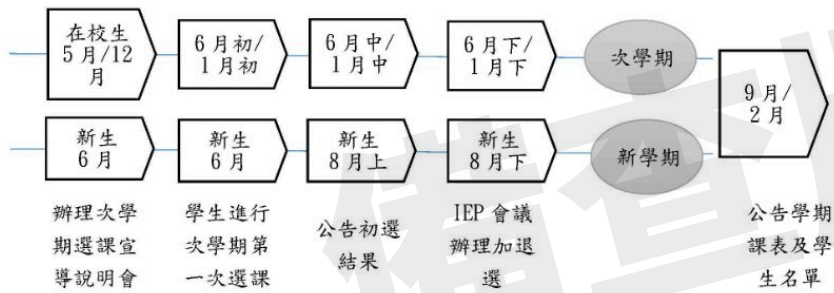 在校生
5 月/12
月
6 月初/
1 月初
6 月中/
1 月中
6 月下/
1 月下
次學期
9 月/
2 月
新生
6 月
新生
6 月
新生
8 月上
新生
8 月下
新學期
辦理次學
期選課宣
導說明會
學生進行
次學期第
一次選課
公告初選
結果
IEP 會議
辦理加退
選
公告學期
課表及學
生名單
備查